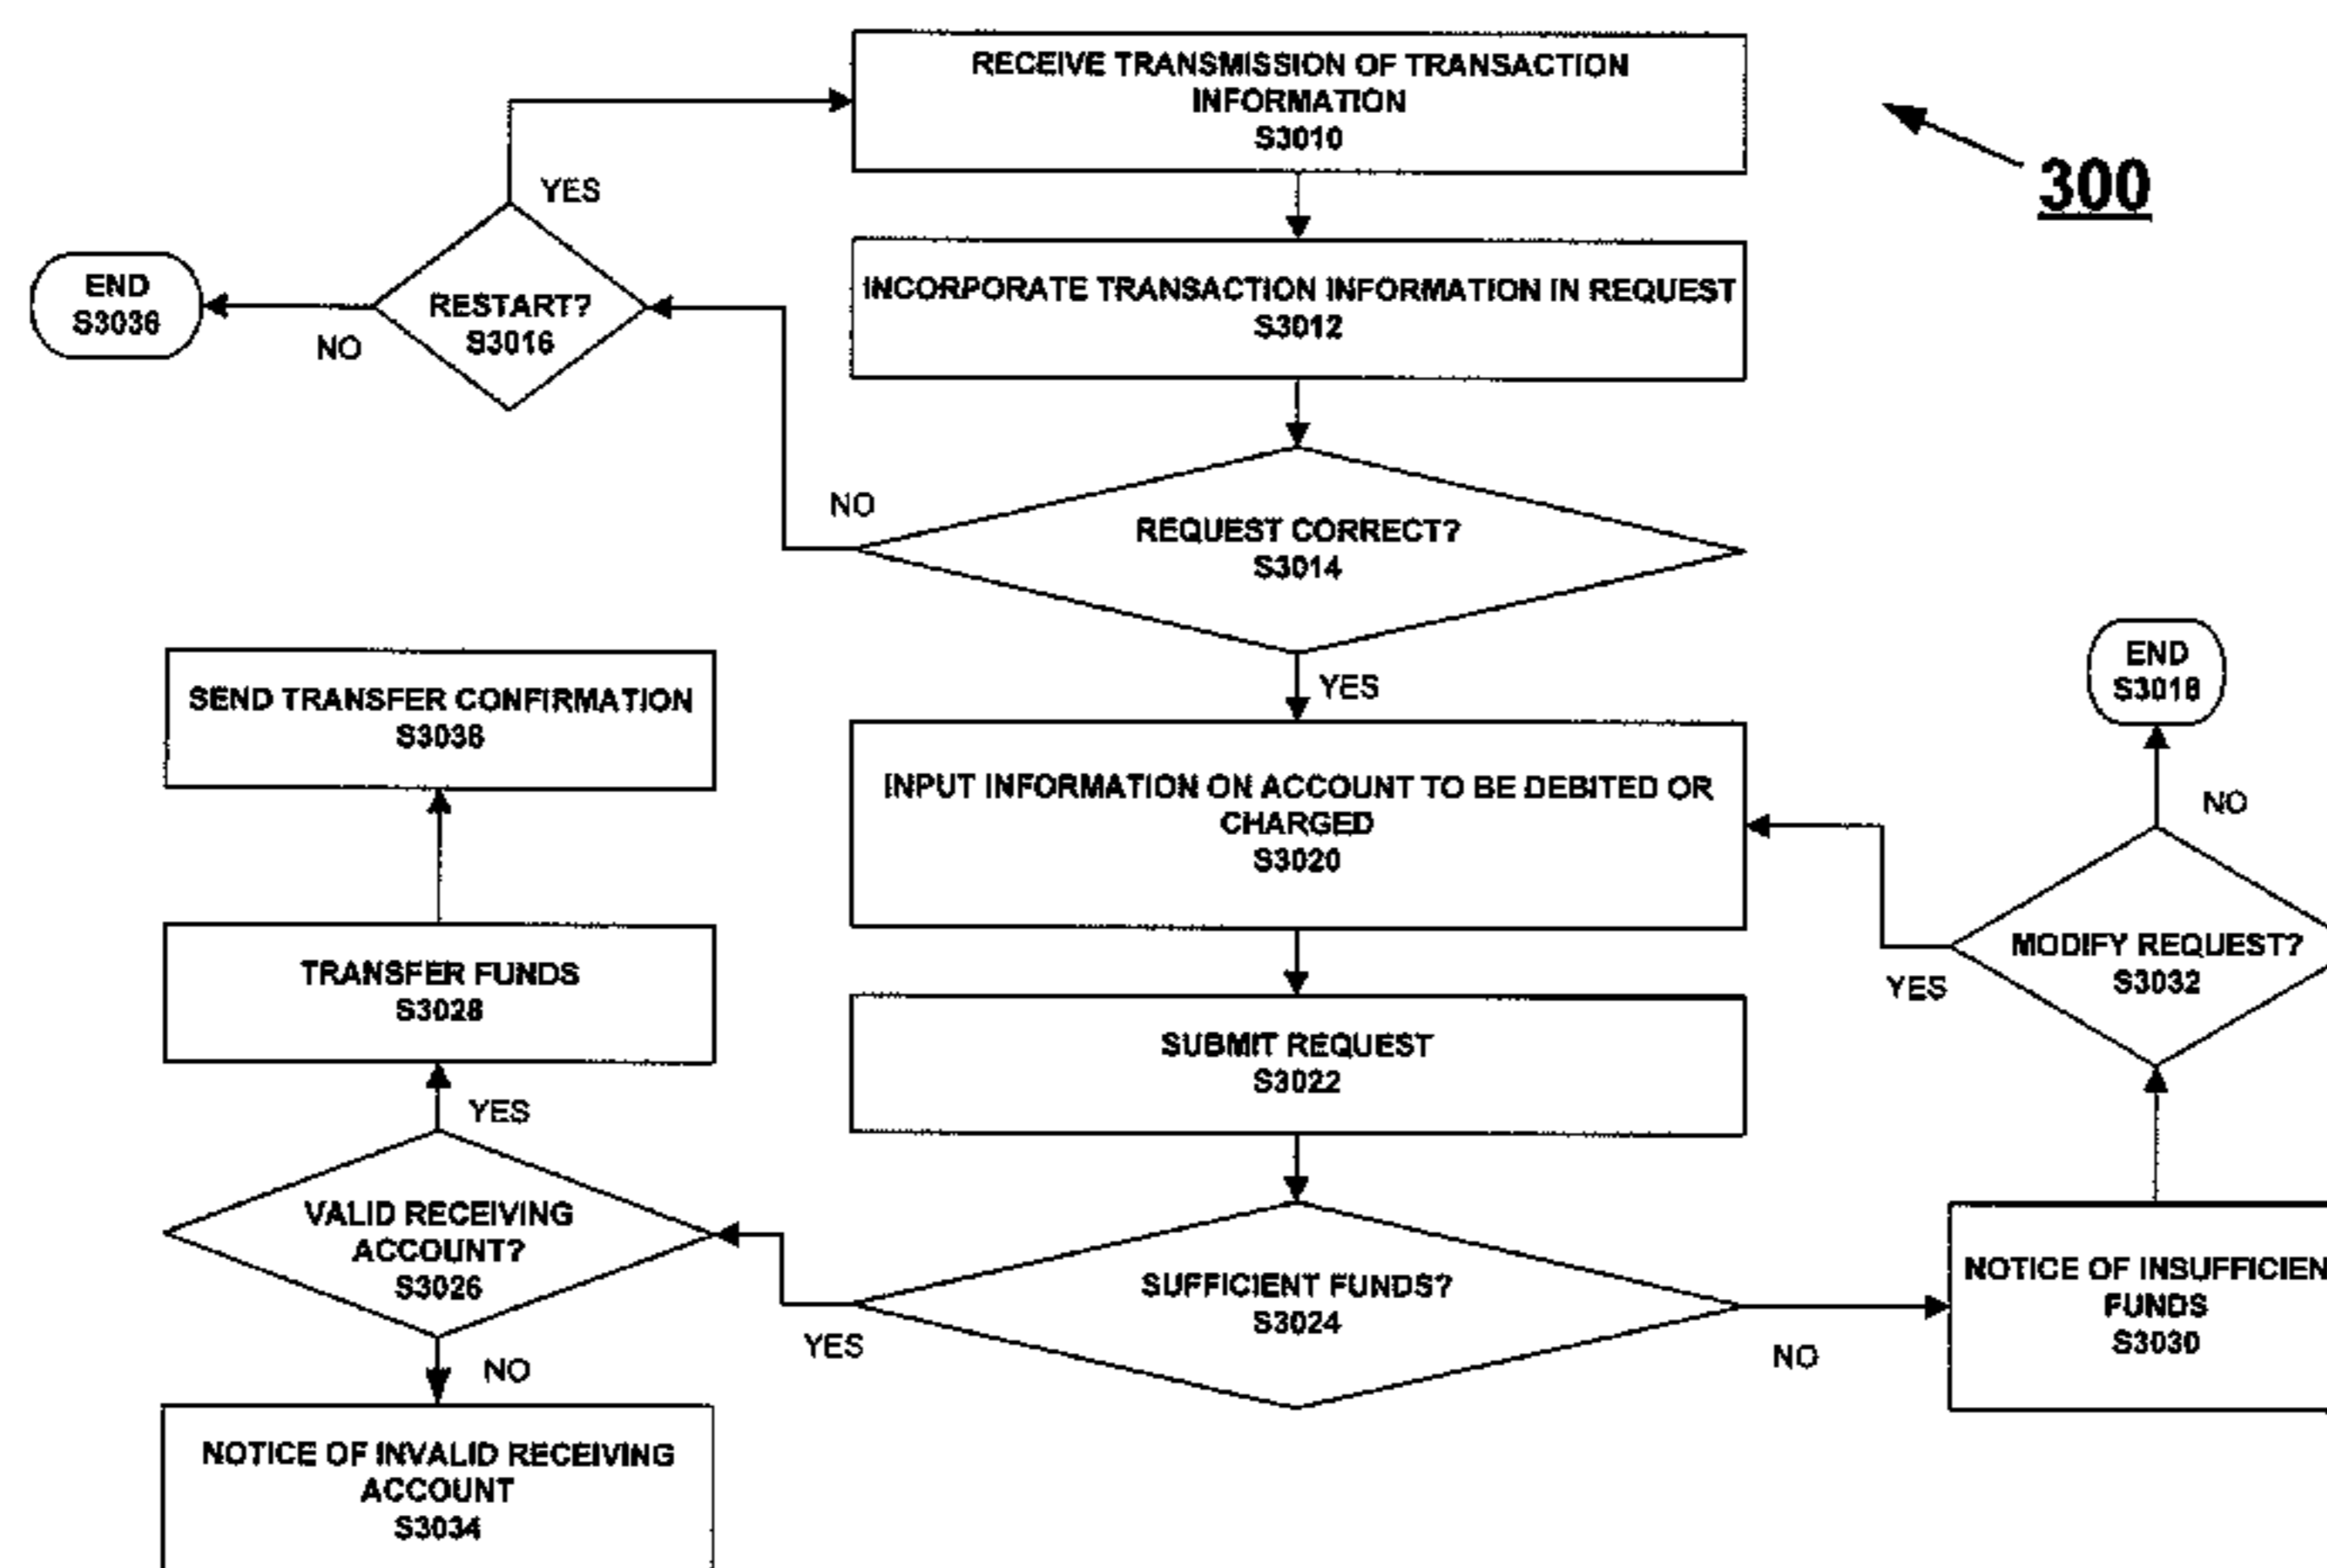 RECEIVE TRANSMISSION OF TRANSACTION
INFORMATION
S3010
300
YES
INCORPORATE TRANSACTION INFORMATION IN REQUEST
S3012
END
S3036
RESTART?
S3016
NO
NO
REQUEST CORRECT?
S3014
YES
SEND TRANSFER CONFIRMATION
S3038
END
S3018
INPUT INFORMATION ON ACCOUNT TO BE DEBITED OR
CHARGED
S3020
NO
TRANSFER FUNDS
S3028
MODIFY REQUEST?
S3032
YES
SUBMIT REQUEST
S3022
YES
VALID RECEIVING
ACCOUNT?
S3026
SUFFICIENT FUNDS?
S3024
YES
NO
NOTICE OF INSUFFICIEN
FUNDS
S3030
NO
NOTICE OF INVALID RECEIVING
ACCOUNT
S3034